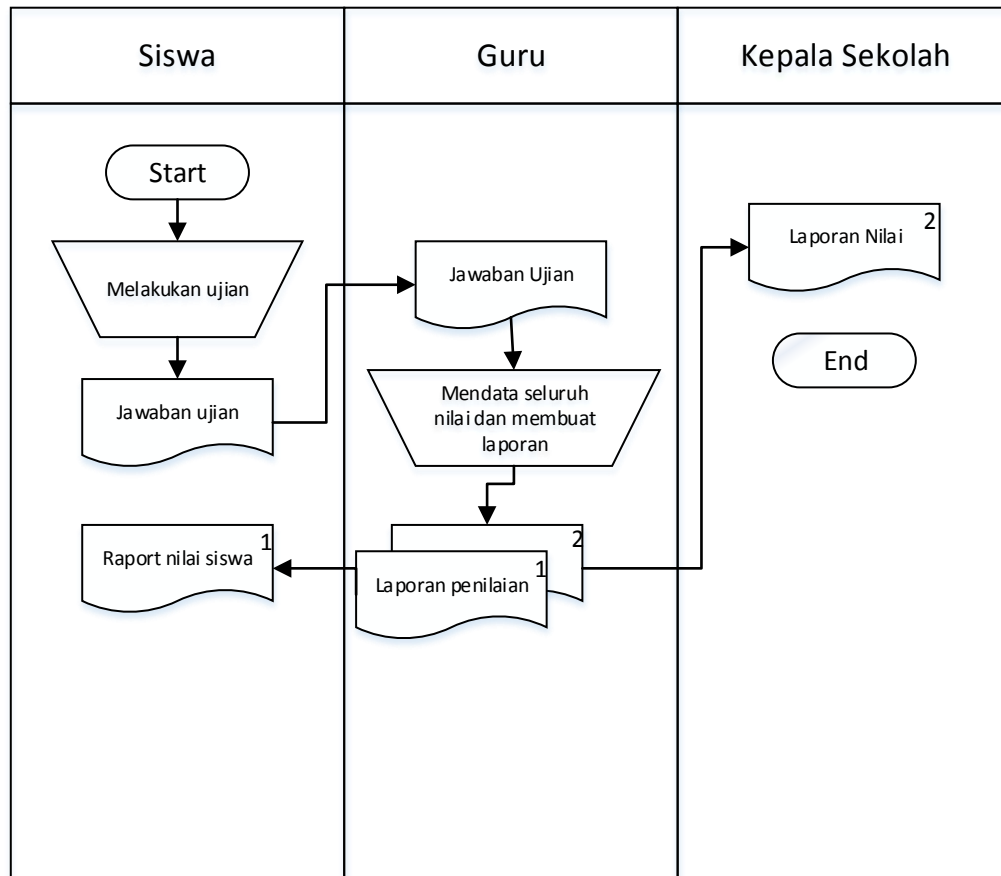 Siswa
Guru
Kepala Sekolah
Start
Melakukan ujian
Jawaban ujian
Raport nilai siswa
1
Jawaban Ujian
Mendata seluruh
nilai dan membuat
laporan
2
Laporan penilaian
1
Laporan Nilai
2
End